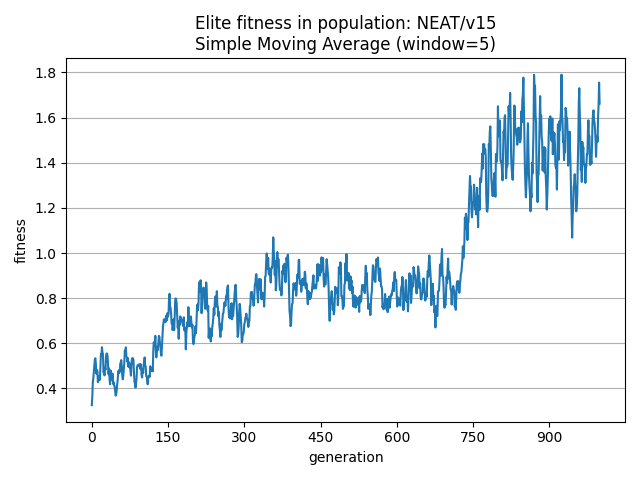 Elite fitness in population: NEAT/v15
Simple Moving Average (window=5)
1.8
1.6
1.4
1.2
1.0
0.8
0.6
0.4
fitness
0 150 300 450 600 750 900
generation